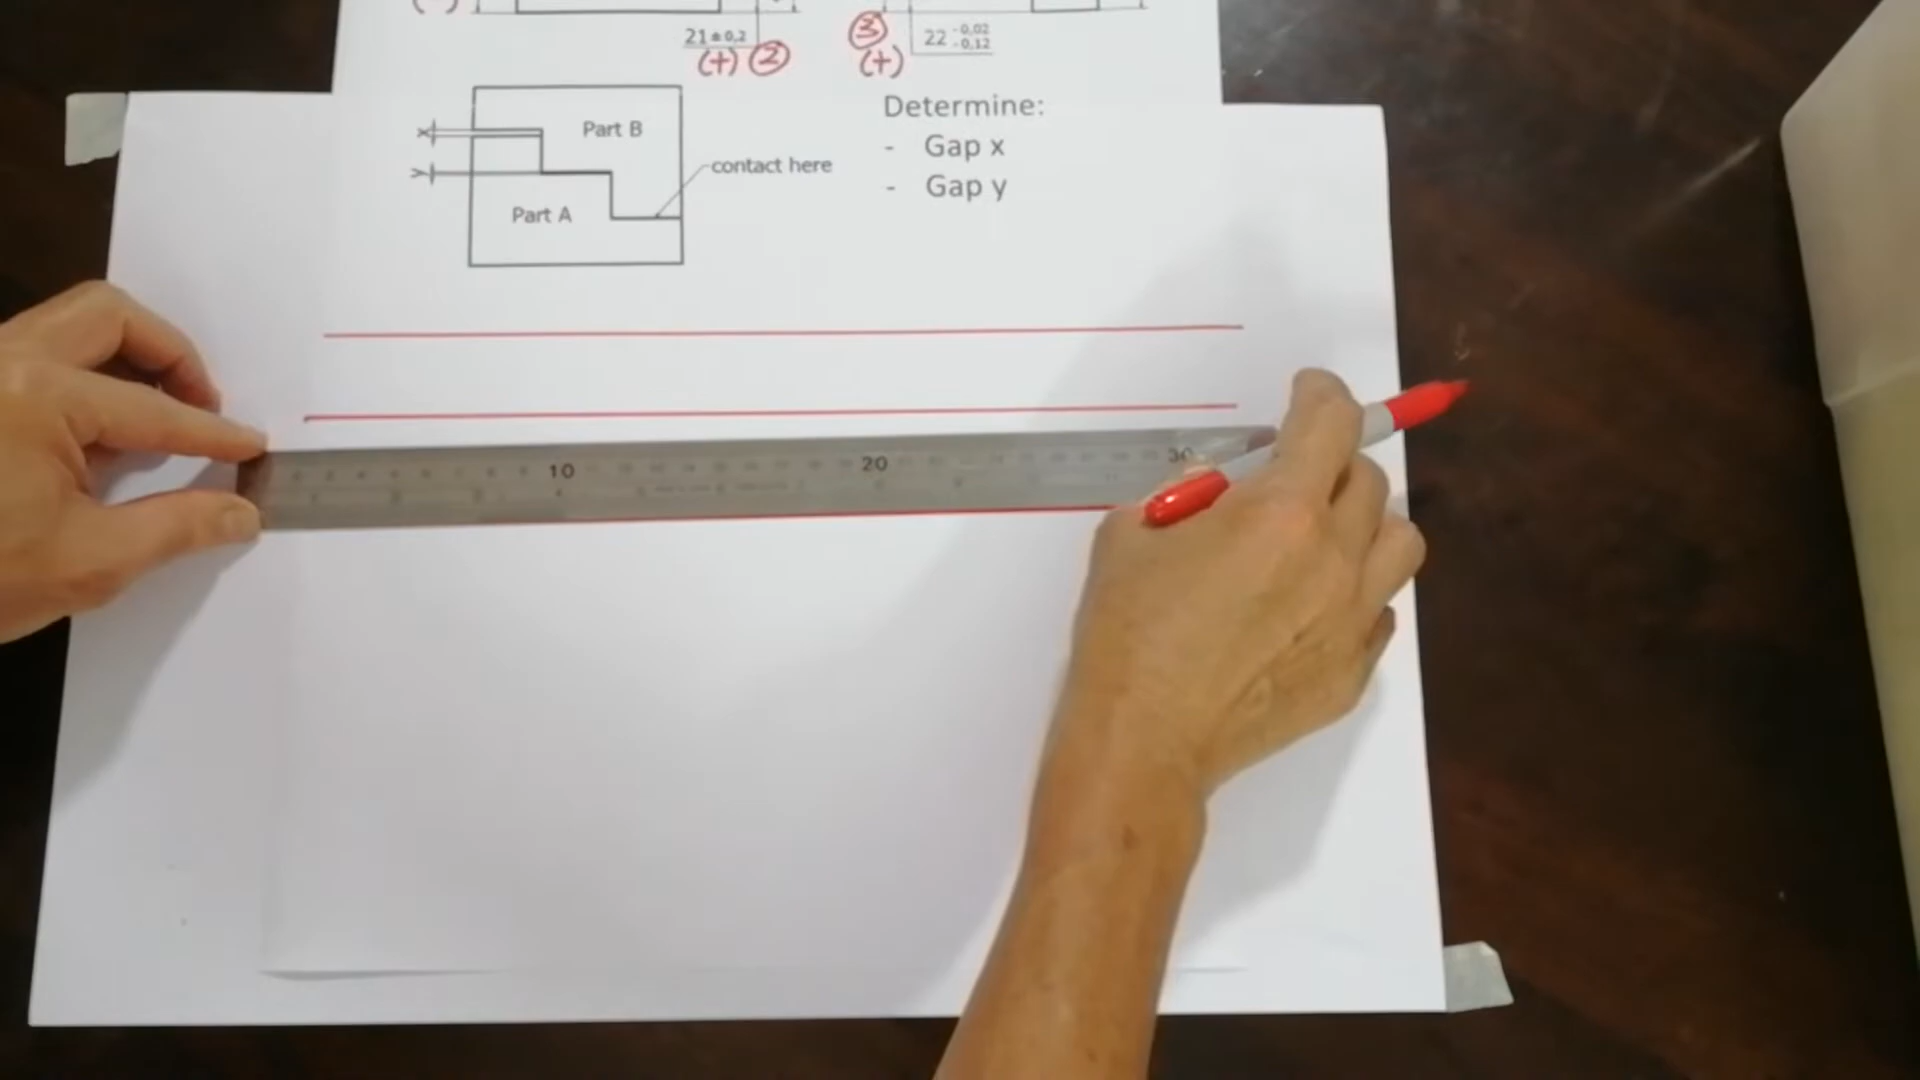 21 ±0,2
(+) ②
③
(+)
22 -0,02
-0,12
Part B
Part A
contact here
x
Determine:
- Gap x
- Gap y
10
20
30